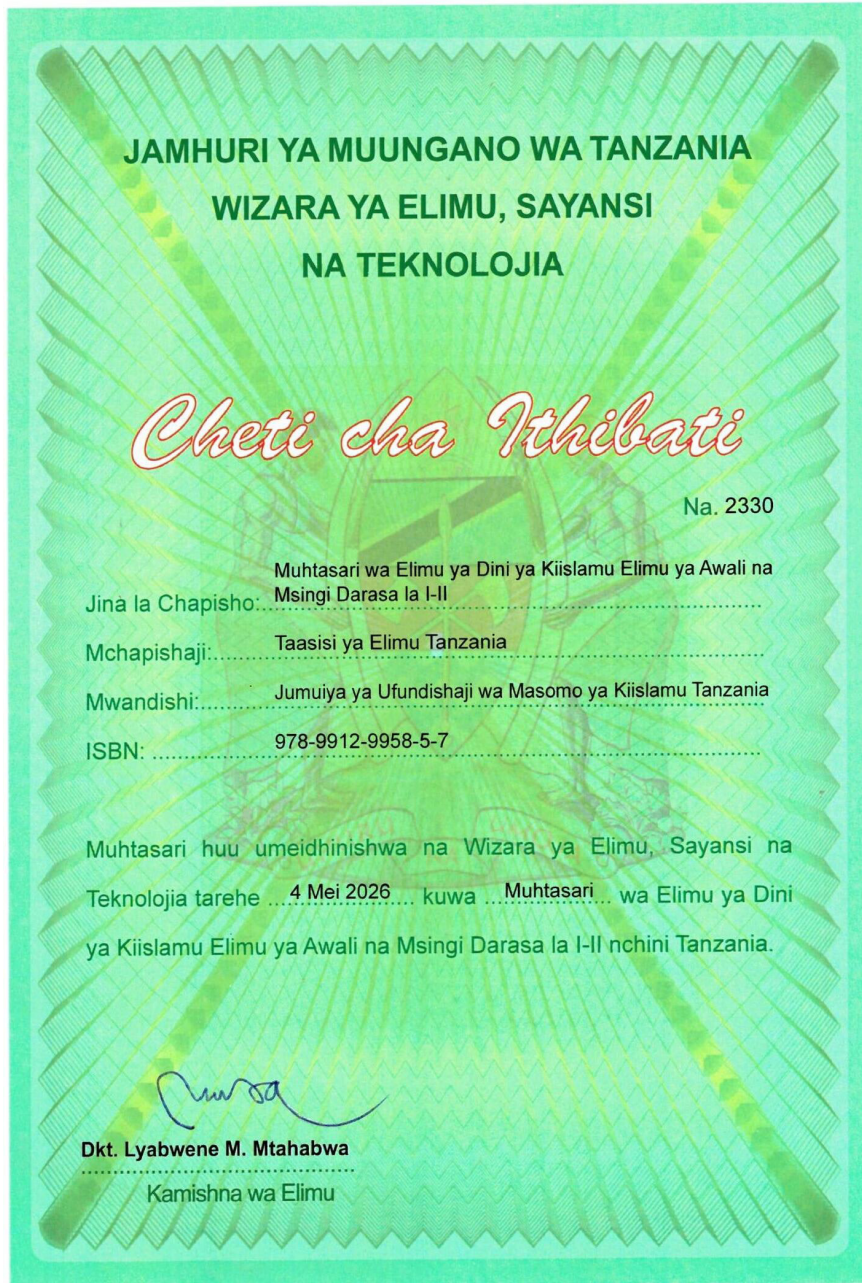 JAMHURI YA MUUNGANO WA TANZANIA
WIZARA YA ELIMU, SAYANSI
NA TEKNOLOJIA
Cheti cha Ithibati
Na. 2330
Jina la Chapisho: Muhtasari wa Elimu ya Dini ya Kiislamu Elimu ya Awali na
Msingi Darasa la I-II
Mchapishaji: Taasisi ya Elimu Tanzania
Mwandishi: Jumuiya ya Ufundishaji wa Masomo ya Kiislamu Tanzania
ISBN: 978-9912-9958-5-7
Muhtasari huu umeidhinishwa na Wizara ya Elimu, Sayansi na
Teknolojia tarehe 4 Mei 2026 kuwa Muhtasari wa Elimu ya Dini
ya Kiislamu Elimu ya Awali na Msingi Darasa la I-II nchini Tanzania.
Dkt. Lyabwene M. Mtahabwa
Kamishna wa Elimu